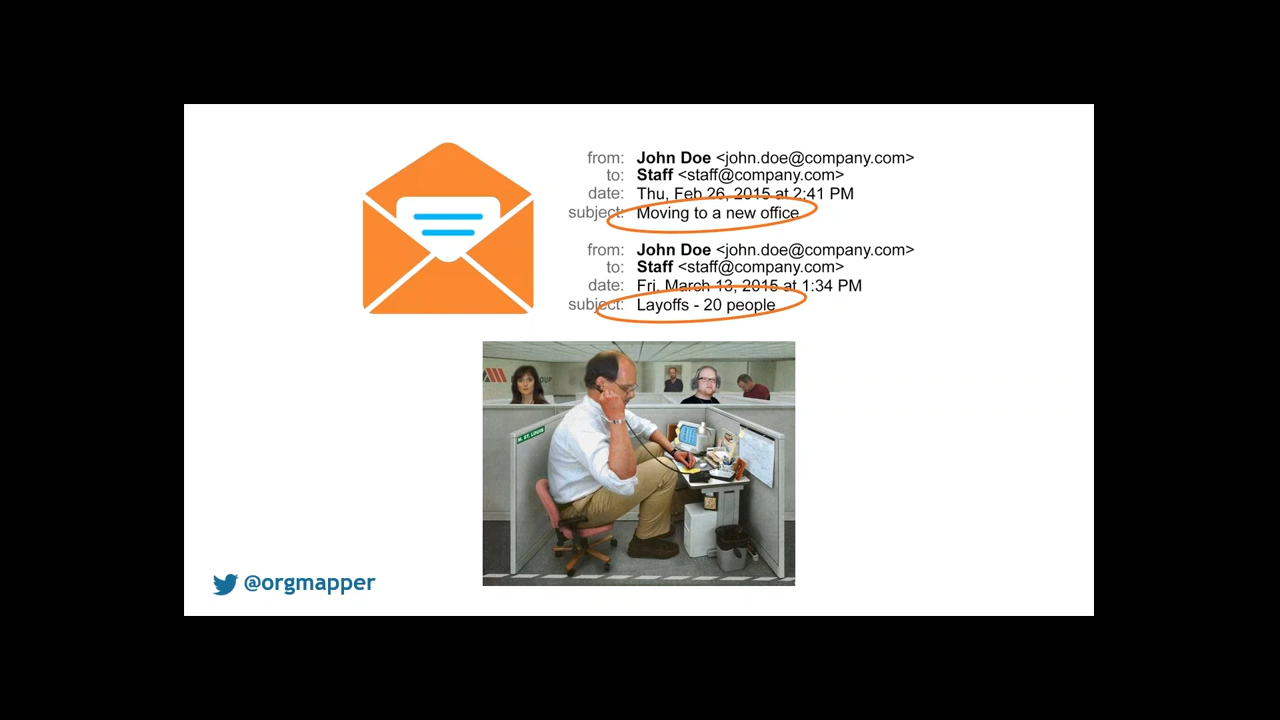 from: John Doe <john.doe@company.com>
to: Staff <staff@company.com>
date: Thu, Feb 26, 2015 at 2:41 PM
subject: Moving to a new office
from: John Doe <john.doe@company.com>
to: Staff <staff@company.com>
date: Fri, March 13, 2015 at 1:34 PM
subject: Layoffs - 20 people
N. ST. LOUIS
@orgmapper